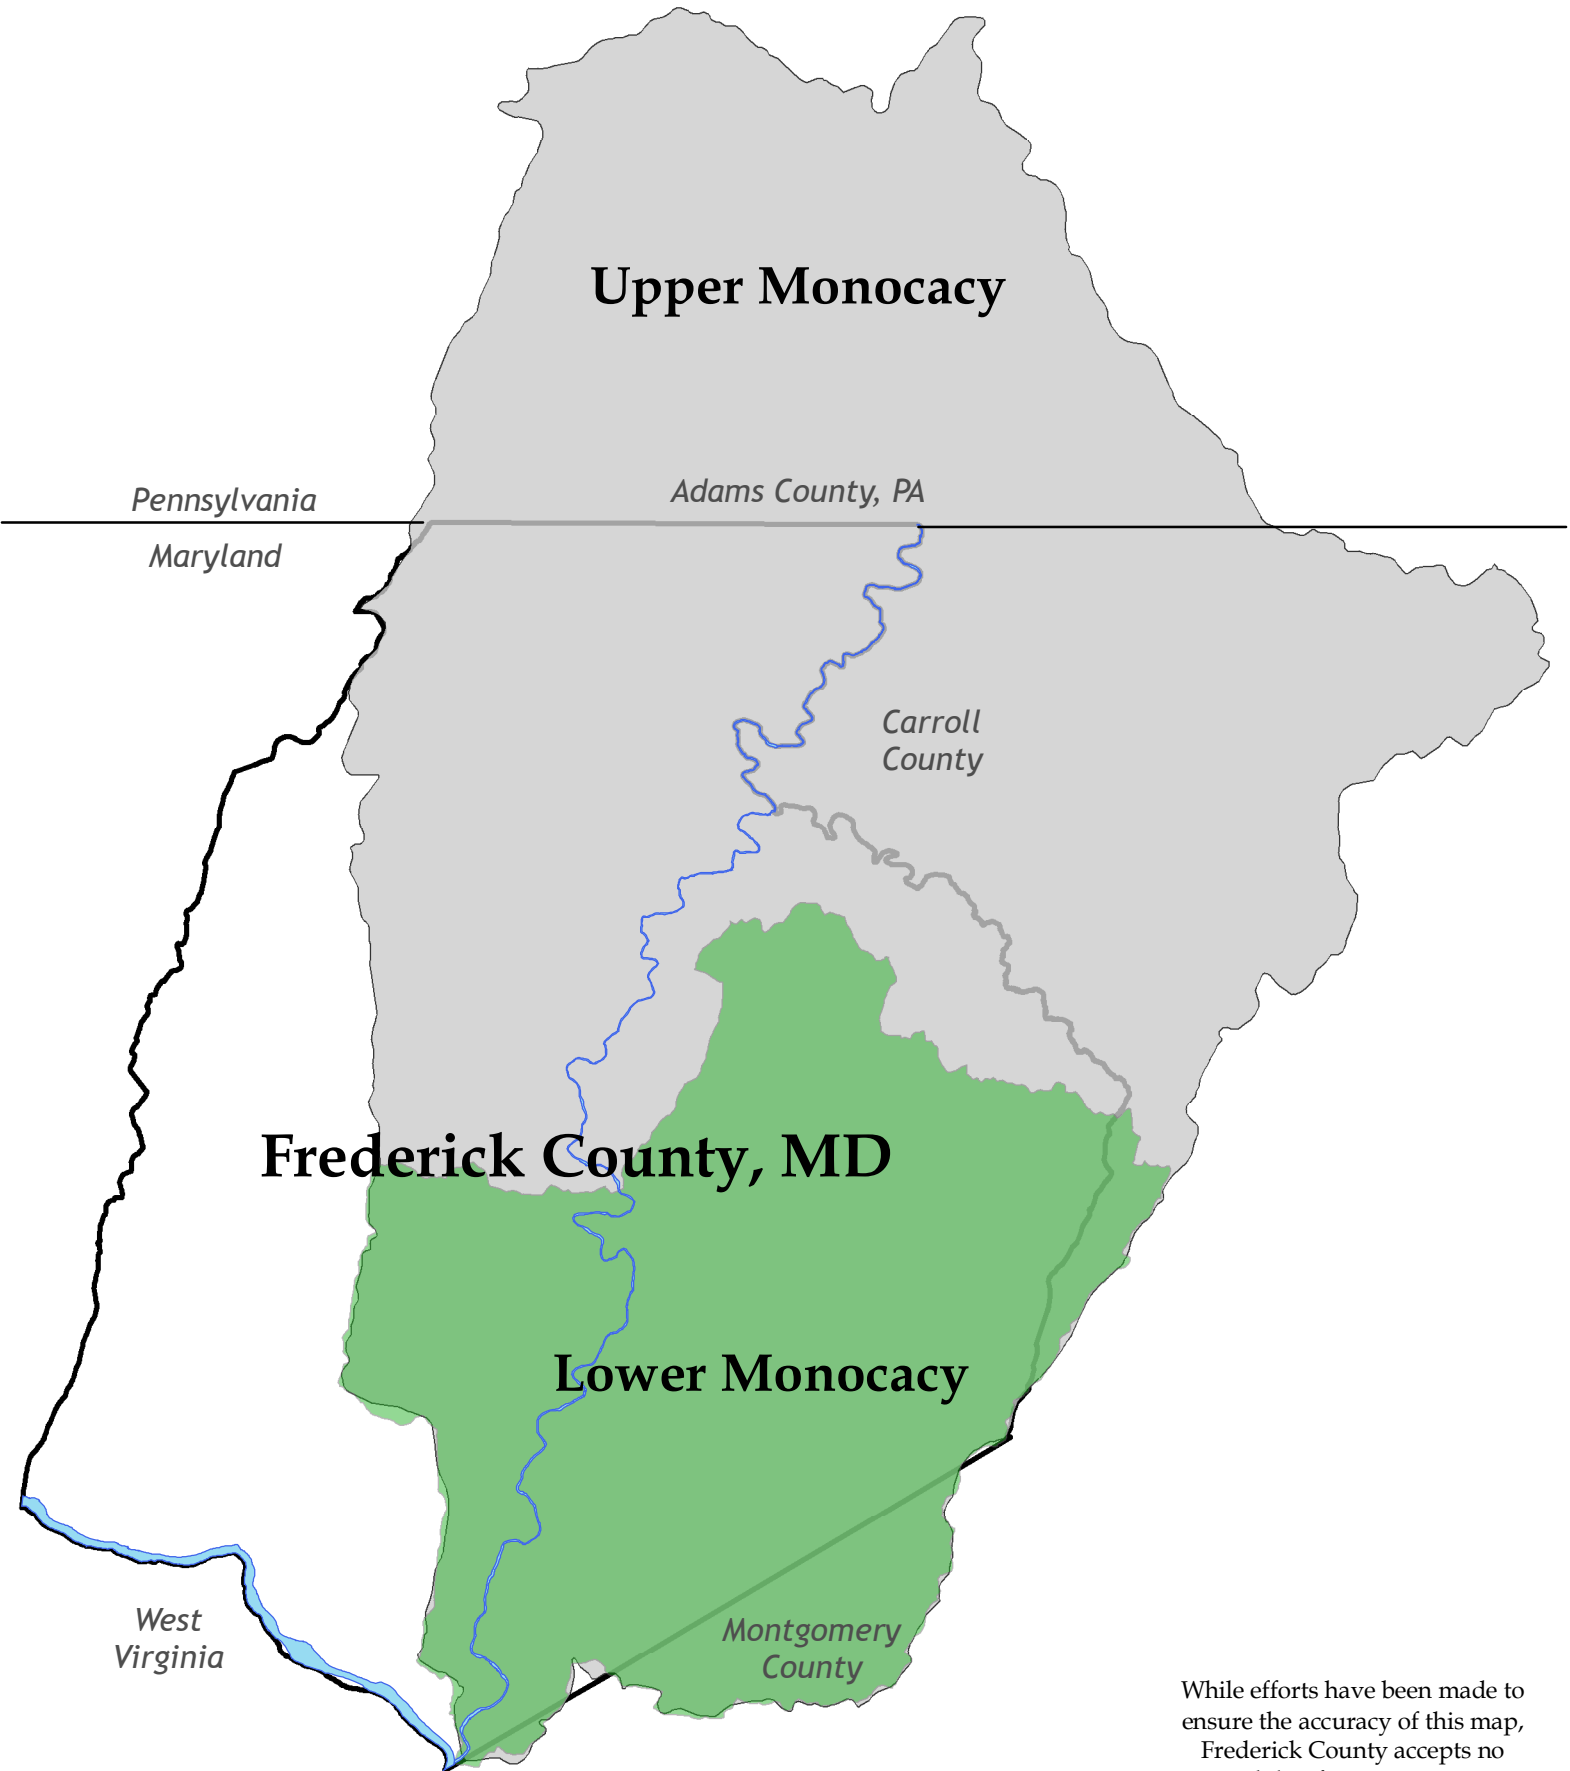 Upper Monocacy
Pennsylvania
Adams County, PA
Maryland
Carroll
County
Frederick County, MD
Lower Monocacy
West
Virginia
Montgomery
County
While efforts have been made to
ensure the accuracy of this map,
Frederick County accepts no